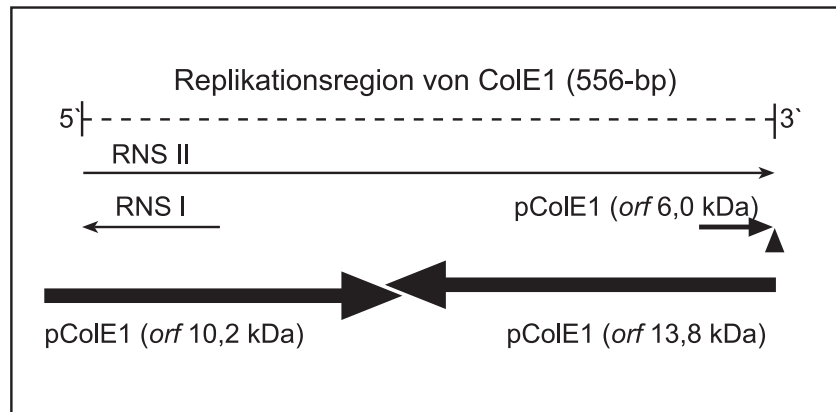 Replikationsregion von ColE1 (556-bp)
5` 3`
RNS II
RNS I pColE1 (orf 6,0 kDa)
pColE1 (orf 10,2 kDa) pColE1 (orf 13,8 kDa)